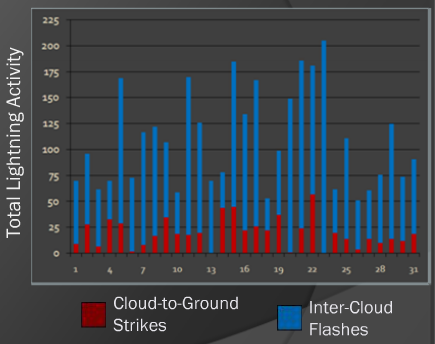 Total Lightning Activity
225
200
175
150
125
100
75
50
25
0
1 4 7 10 13 16 19 22 25 28 31
Cloud-to-Ground
Strikes
Inter-Cloud
Flashes